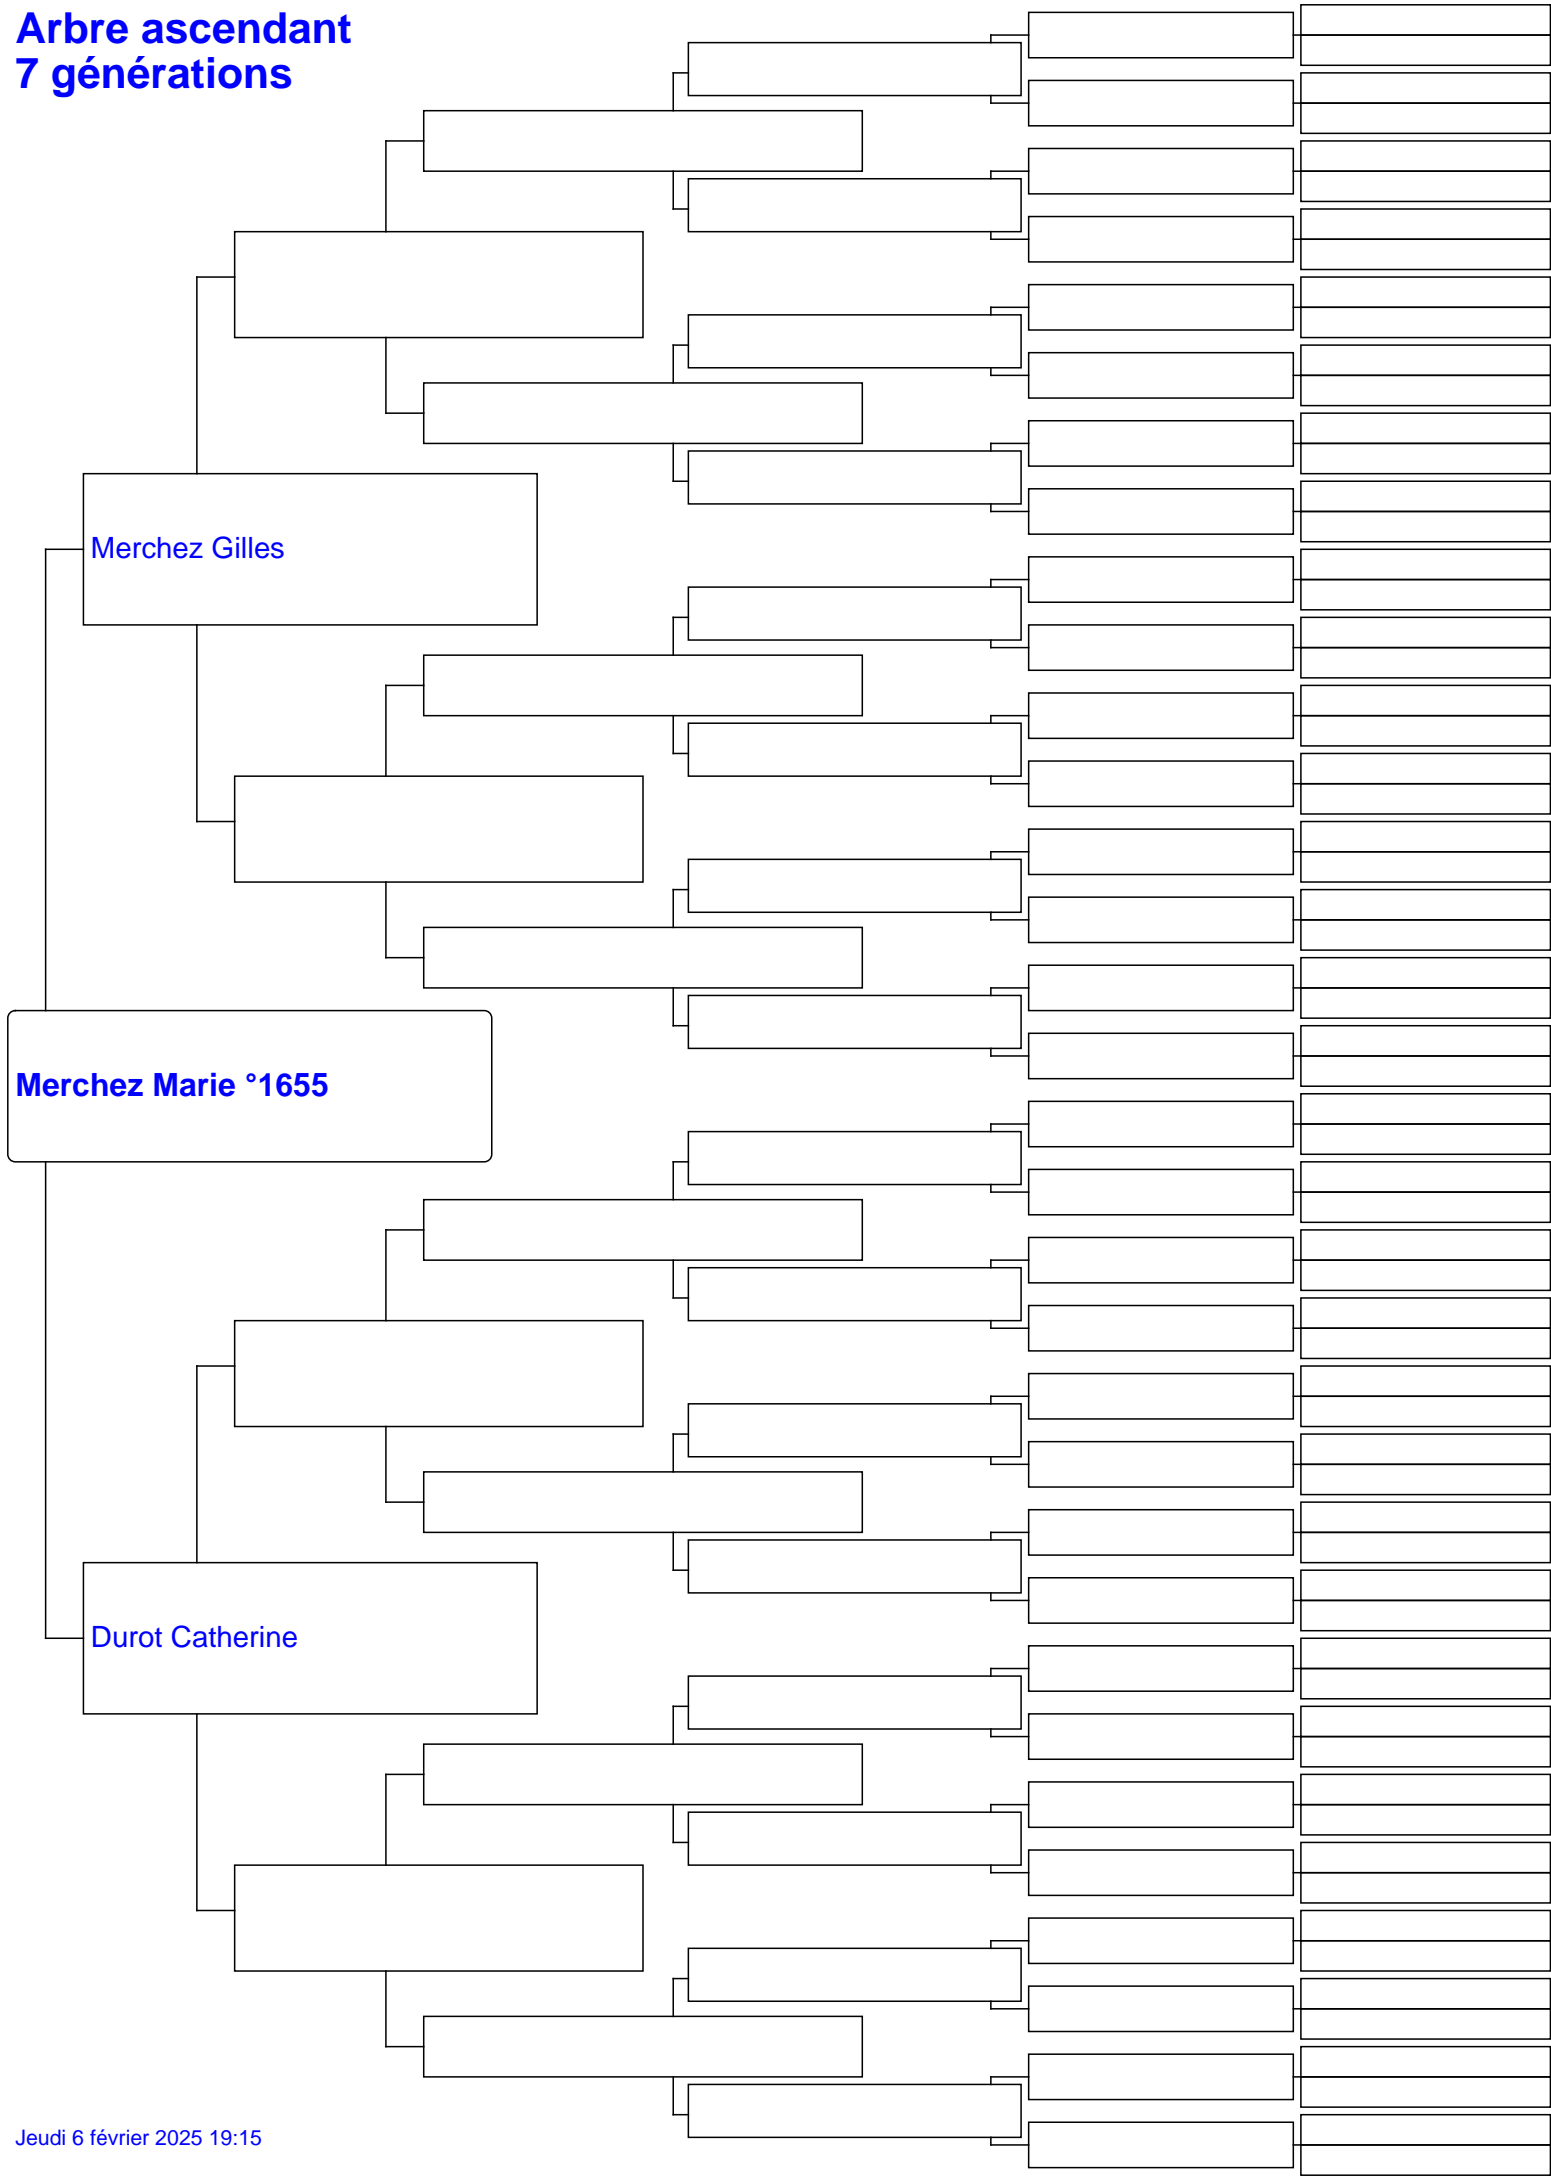 Arbre ascendant
7 générations
Merchez Gilles
Merchez Marie °1655
Durot Catherine
Jeudi 6 février 2025 19:15